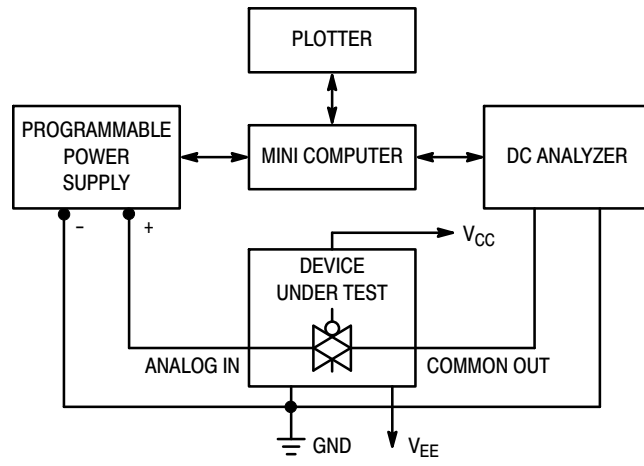 PLOTTER
PROGRAMMABLE
POWER
SUPPLY
MINI COMPUTER
DC ANALYZER
− +
VCC
DEVICE
UNDER TEST
ANALOG IN
COMMON OUT
GND
VEE